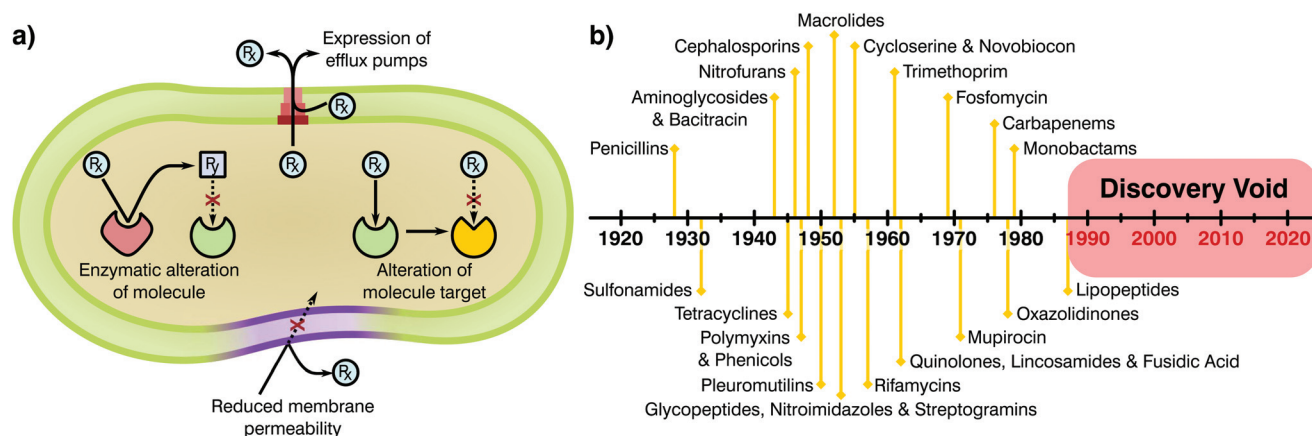 a)
Rx
Expression of
efflux pumps
Rx
Rx
Ry
Rx
Rx
Rx
X
X
Enzymatic alteration
of molecule
Alteration of
molecule target
X
Rx
Reduced membrane
permeability
b)
Macrolides
Cephalosporins
Cycloserine & Novobiocon
Nitrofurans
Trimethoprim
Aminoglycosides
& Bacitracin
Fosfomycin
Carbapenems
Penicillins
Monobactams
Discovery Void
1920 1930 1940 1950 1960 1970 1980 1990 2000 2010 2020
Sulfonamides
Lipopeptides
Tetracyclines
Oxazolidinones
Polymyxins
& Phenicols
Mupirocin
Quinolones, Lincosamides & Fusidic Acid
Pleuromutilins
Rifamycins
Glycopeptides, Nitroimidazoles & Streptogramins